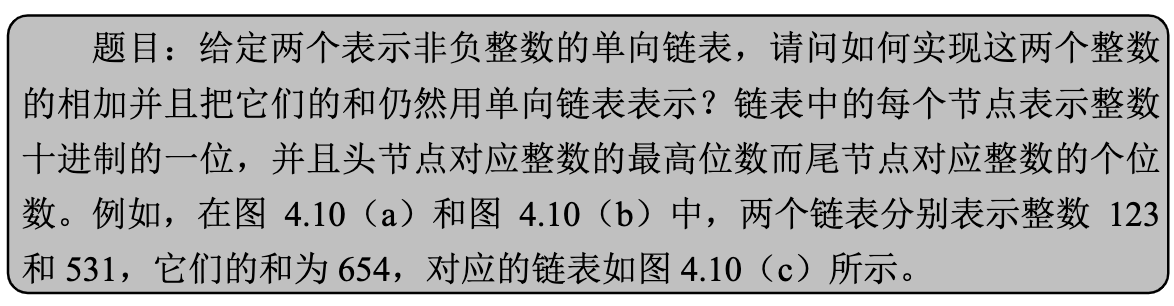 题目：给定两个表示非负整数的单向链表，请问如何实现这两个整数
的相加并且把它们的和仍然用单向链表表示？链表中的每个节点表示整数
十进制的一位，并且头节点对应整数的最高位数而尾节点对应整数的个位
数。例如，在图 4.10（a）和图 4.10（b）中，两个链表分别表示整数 123
和 531，它们的和为 654，对应的链表如图 4.10（c）所示。